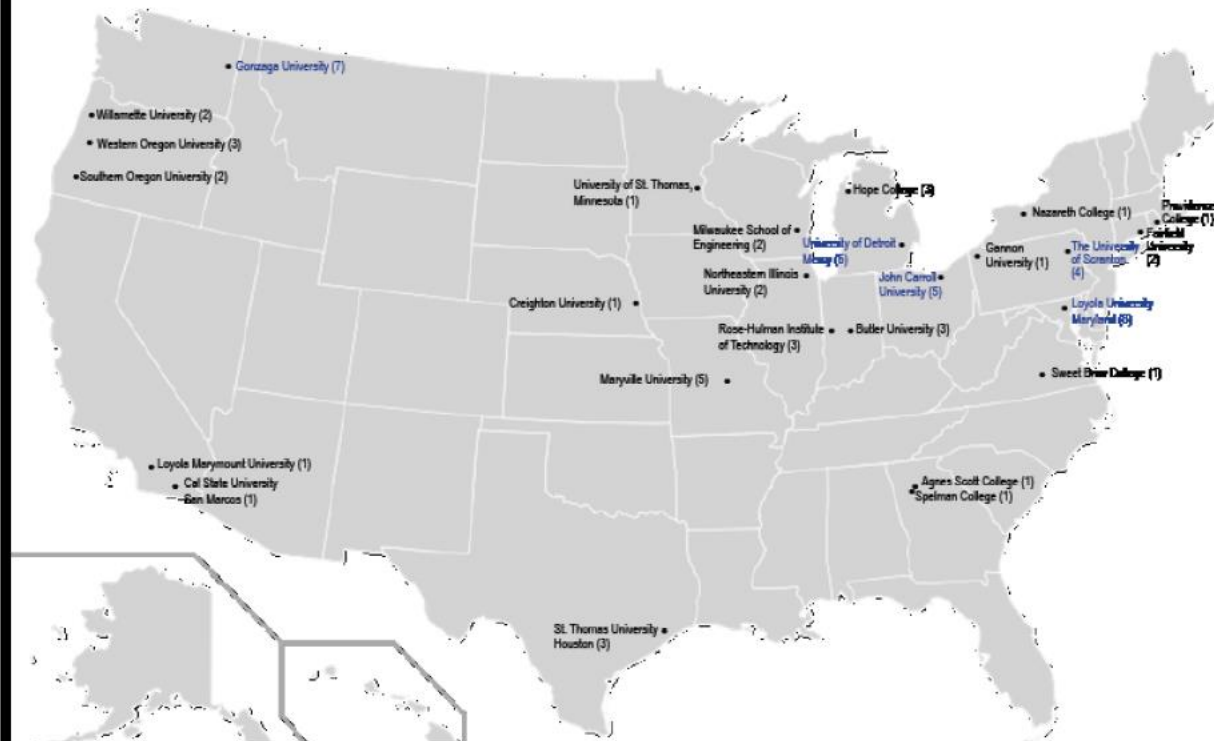 Gonzaga University (7)
Willamette University (2)
Western Oregon University (3)
Southern Oregon University (2)
University of St. Thomas,
Minnesota (1)
Hope College
Milwaukee School of
Engineering (2)
University of Detroit
Mercy
Nazareth College (1)
Providence
College (1)
Fairfield
University
(2)
Gannon
University (1)
The University
of Scranton
(4)
Northeastern Illinois
University (2)
John Carroll
University (5)
Creighton University (1)
Loyola University
Maryland
Rose-Hulman Institute
of Technology (3)
Butler University (3)
Maryville University (5)
Sweet Briar College (1)
Loyola Marymount University (1)
Cal State University
San Marcos (1)
Agnes Scott College (1)
Spelman College (1)
St. Thomas University
Houston (3)